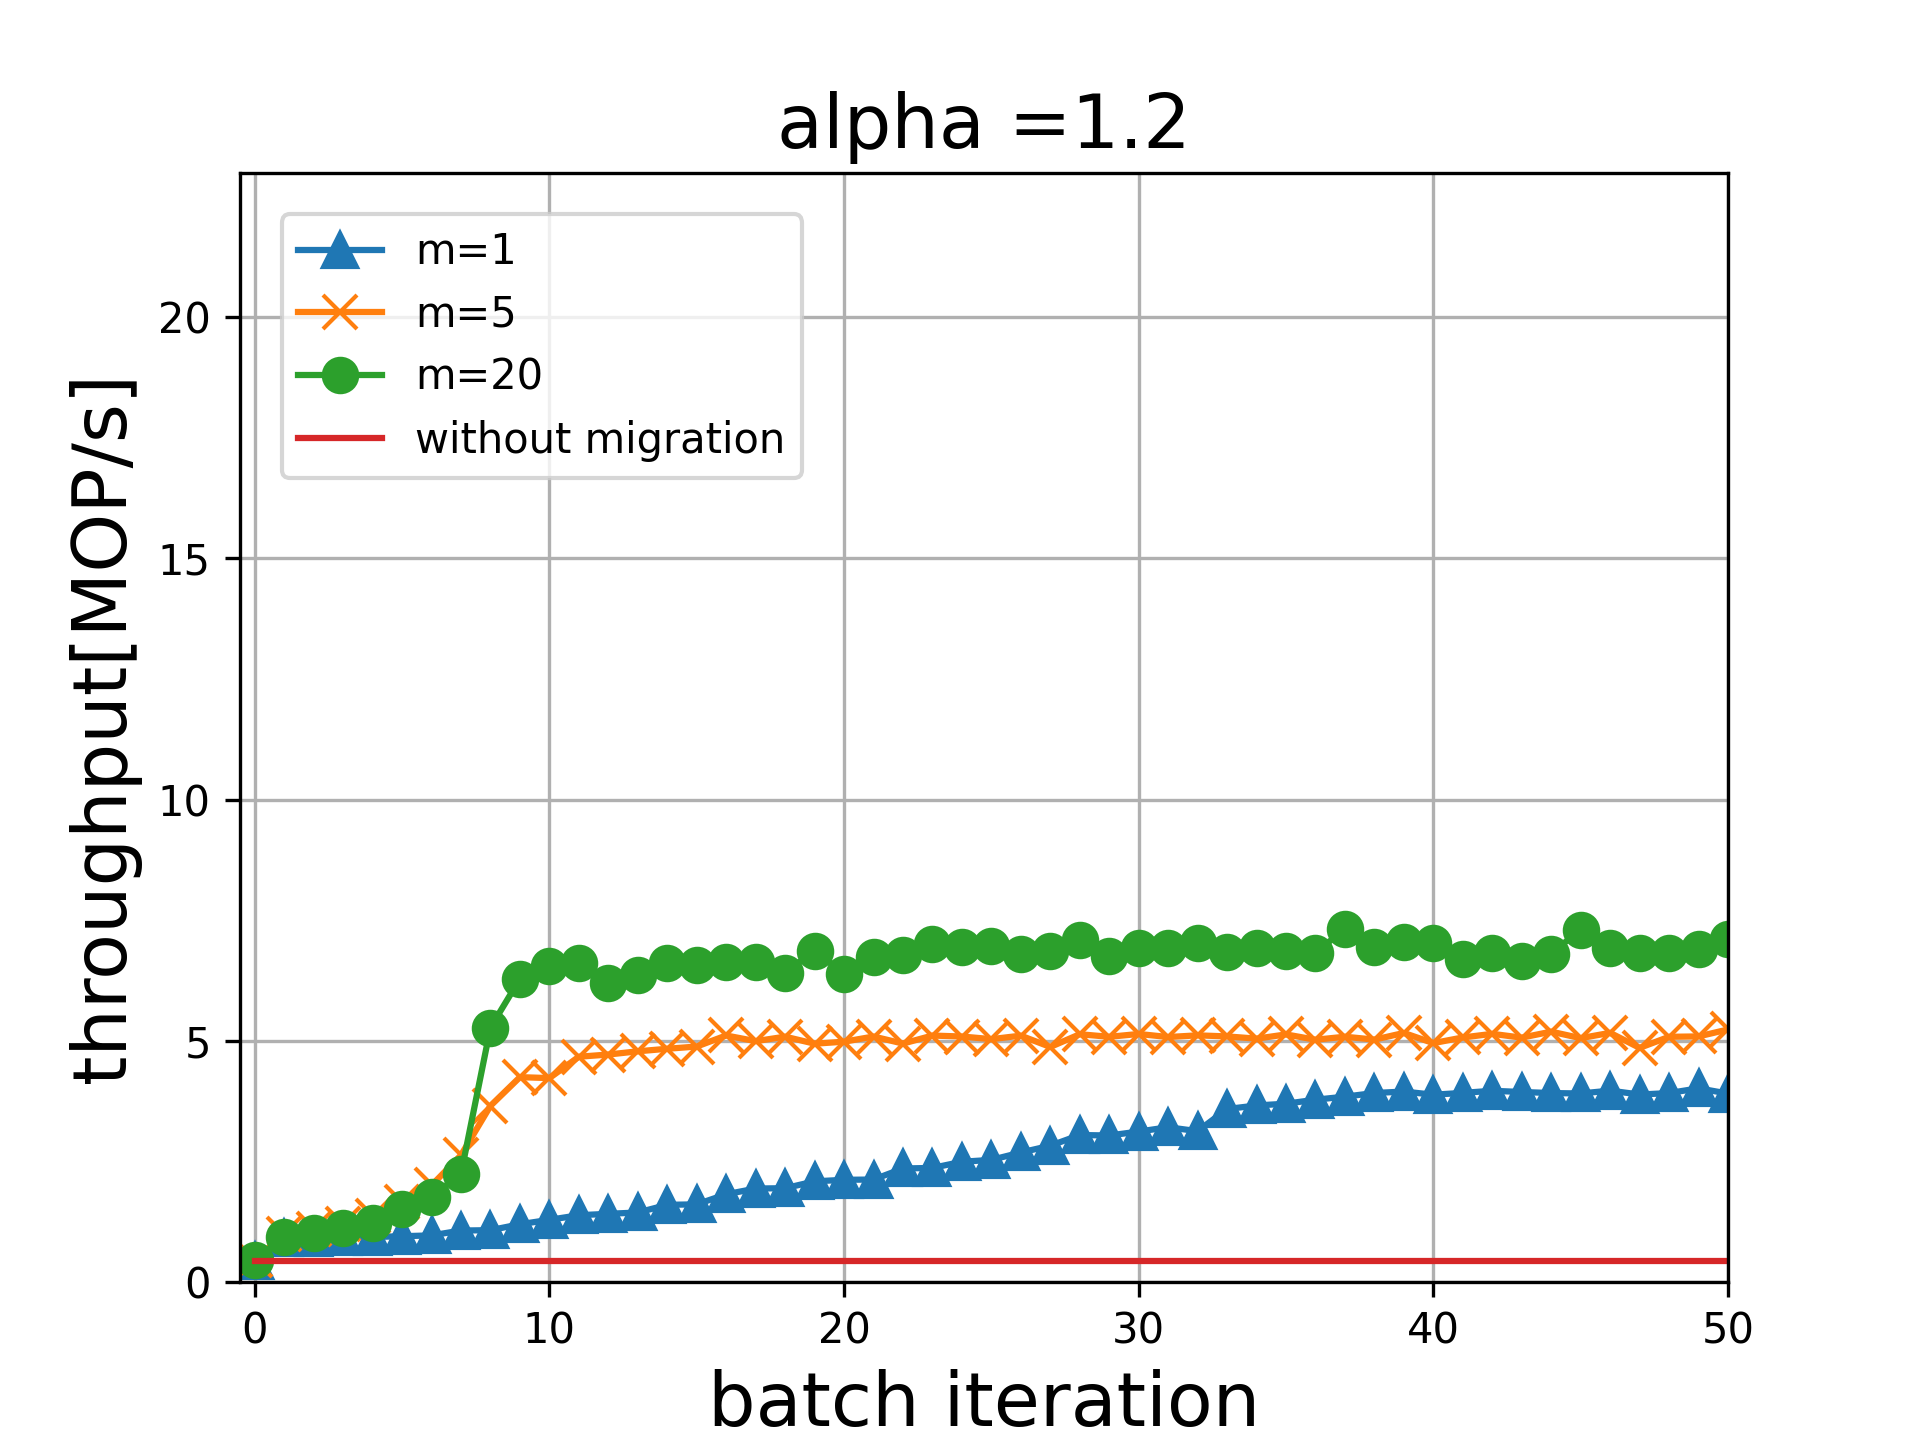 alpha =1.2
m=1
m=5
m=20
without migration
throughput[MOP/s]
20
15
10
5
0
0 10 20 30 40 50
batch iteration